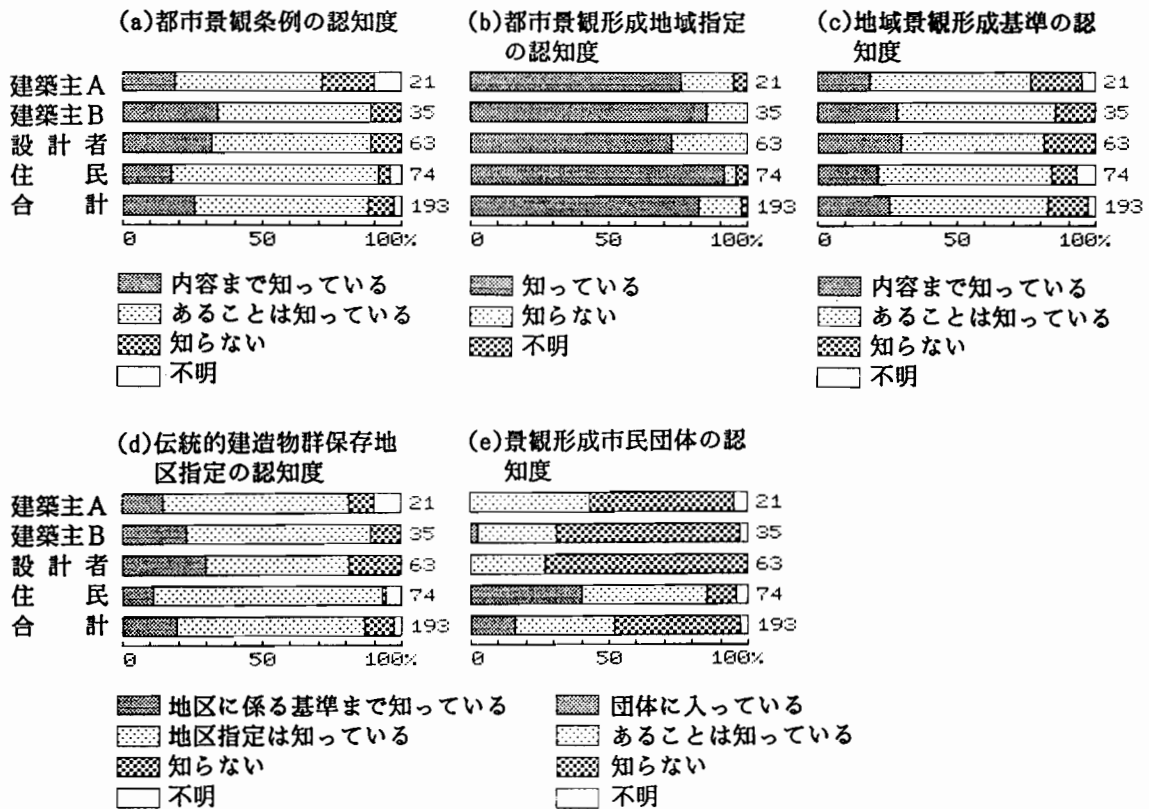 (a)都市景観条例の認知度
建築主A 21
建築主B 35
設計者 63
住民 74
合計 193
0 50 100%
内容まで知っている
あることは知っている
知らない
不明
(b)都市景観形成地域指定
の認知度
21
35
63
74
193
0 50 100%
知っている
知らない
不明
(c)地域景観形成基準の認
知度
21
35
63
74
193
0 50 100%
内容まで知っている
あることは知っている
知らない
不明
(d)伝統的建造物群保存地
区指定の認知度
建築主A 21
建築主B 35
設計者 63
住民 74
合計 193
0 50 100%
地区に係る基準まで知っている
地区指定は知っている
知らない
不明
(e)景観形成市民団体の認
知度
21
35
63
74
193
0 50 100%
団体に入っている
あることは知っている
知らない
不明